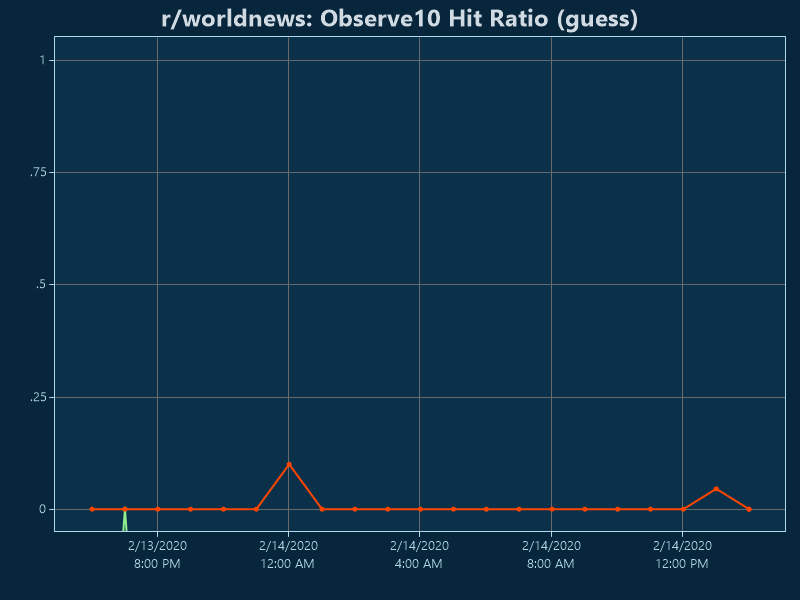 r/worldnews: Observe10 Hit Ratio (guess)
1
.75
.5
.25
0
2/13/2020 2/14/2020 2/14/2020 2/14/2020 2/14/2020
8:00 PM 12:00 AM 4:00 AM 8:00 AM 12:00 PM